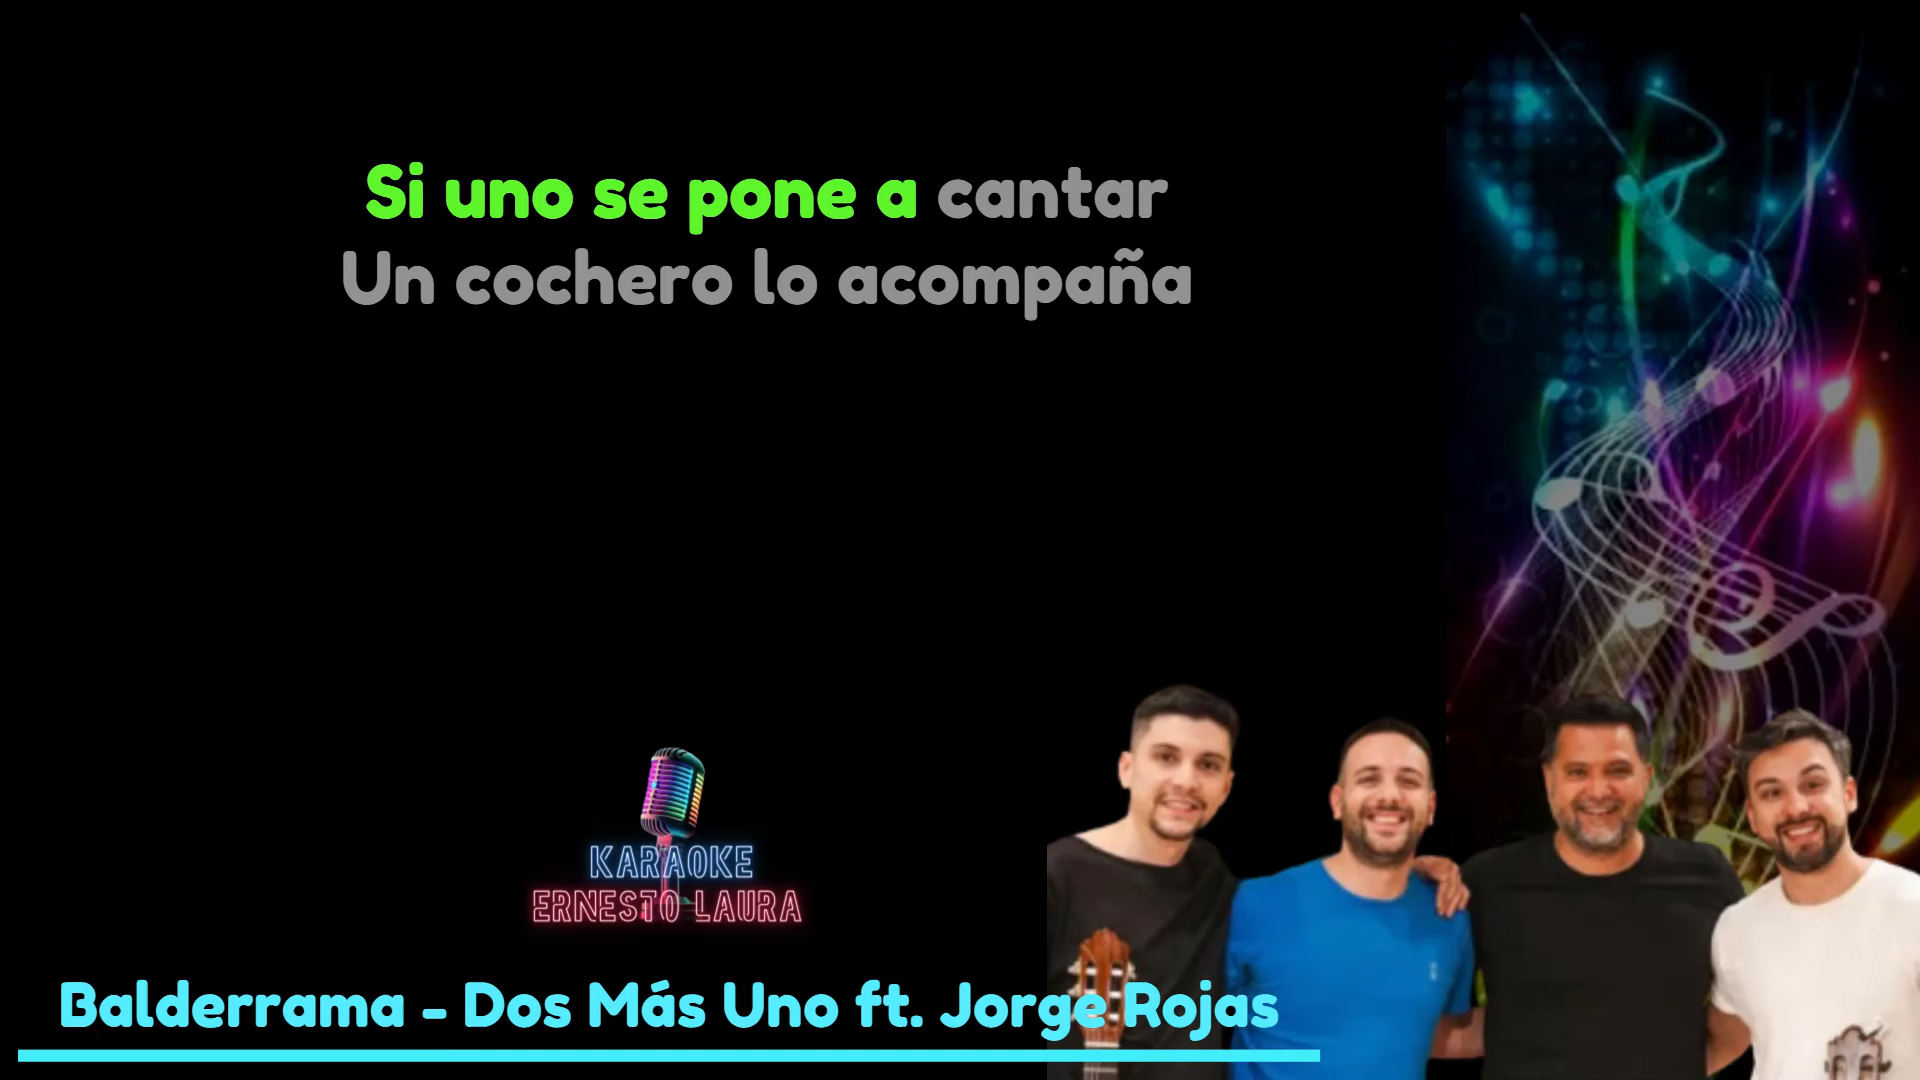 Si uno se pone a cantar
Un cochero lo acompaña
KARAOKE
ERNESTO LAURA
Balderrama - Dos Más Uno ft. Jorge Rojas